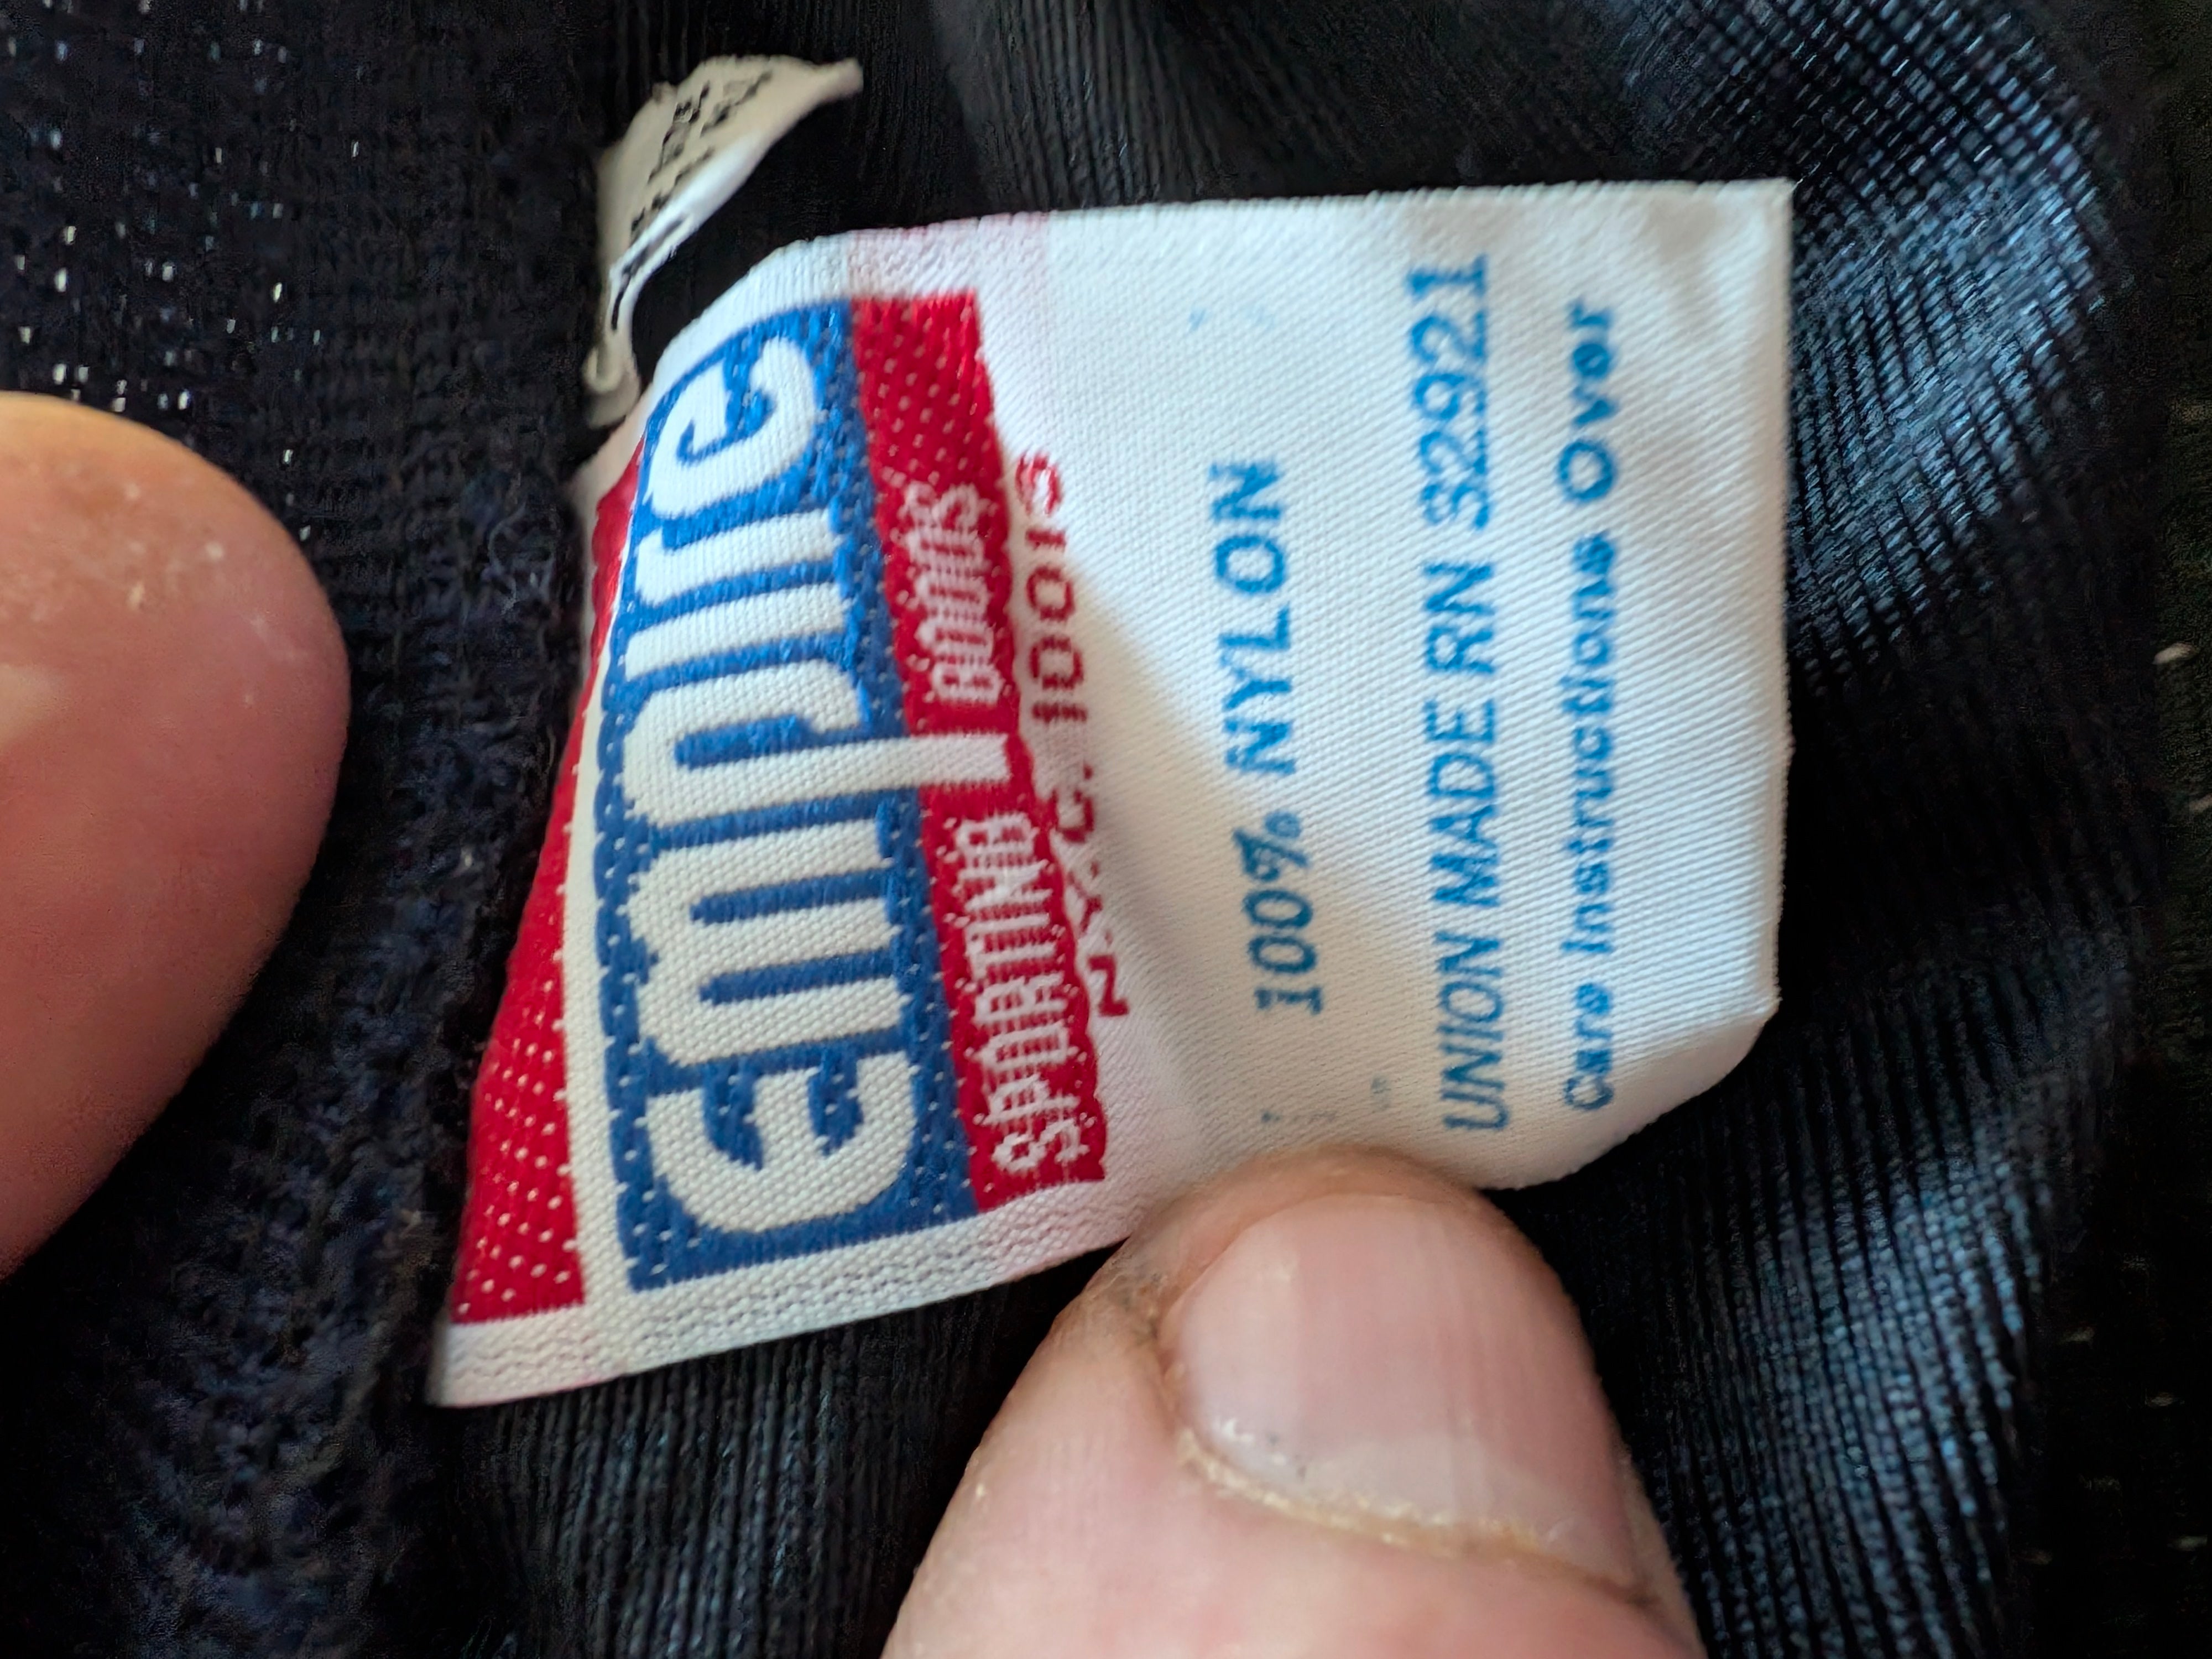 Empire
SPORTING GOODS
N.Y.C. 10013
100% NYLON
UNION MADE RN 32921
Care Instructions Over